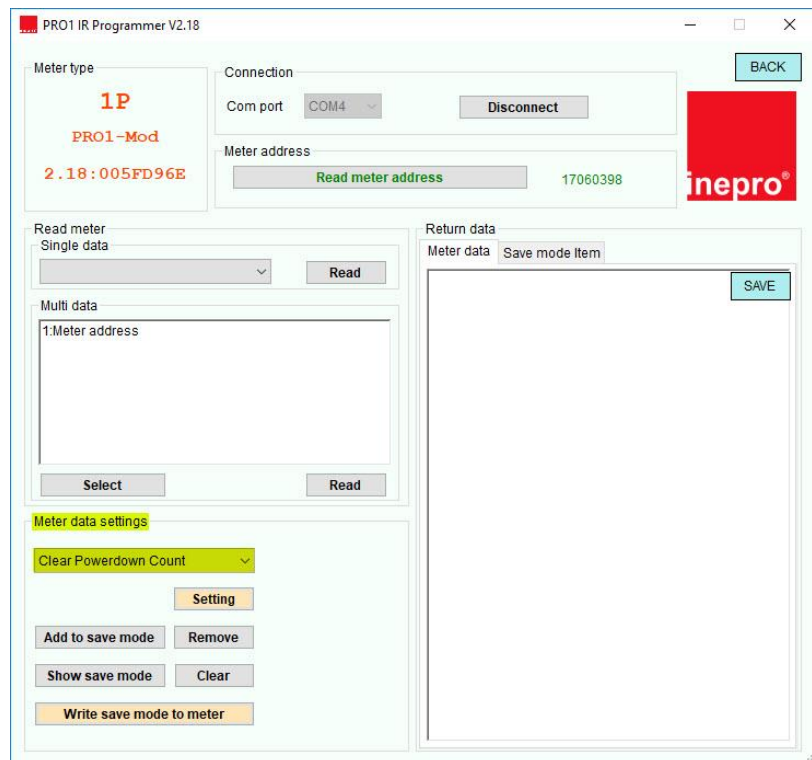 PRO1 IR Programmer V2.18
BACK
Meter type
1P
PRO1-Mod
2.18:005FD96E
Connection
Com port COM4 Disconnect
Meter address
Read meter address 17060398
inepro®
Read meter
Single data
Read
Multi data
1:Meter address
Select Read
Meter data settings
Clear Powerdown Count
Setting
Add to save mode Remove
Show save mode Clear
Write save mode to meter
Return data
Meter data Save mode Item
SAVE